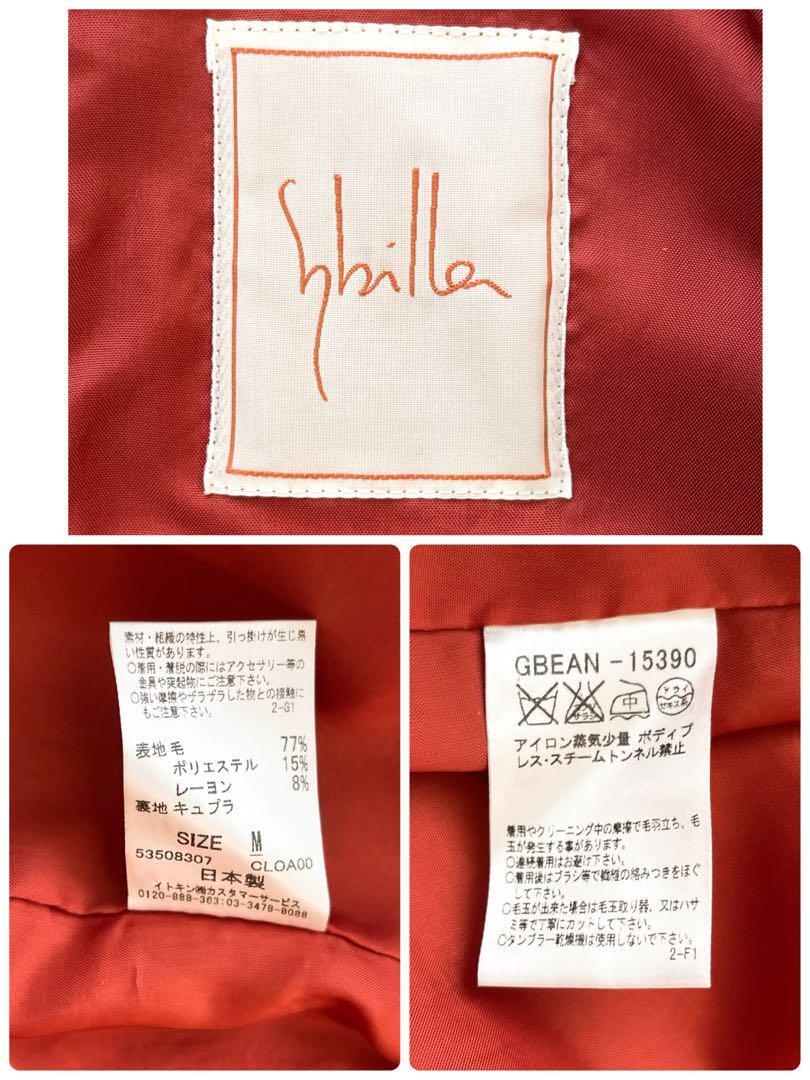 Sybilla
素材・組織の特性上、引っ掛けが生じ易
い性質があります。
○着用・着脱の際にはアクセサリー等の
金具や突起物にご注意下さい。
○強い摩擦やザラザラした物との接触に
もご注意下さい。 2-G1
表地 毛 77%
ポリエステル 15%
レーヨン 8%
裏地 キュプラ
SIZE M
53508307 CLOA00
日本製
イトキン㈱カスタマーサービス
0120-888-363:03-3478-8088
GBEAN -15390
エンソ サラシ 中 ドライ セキユ系
アイロン蒸気少量 ボディプ
レス・スチームトンネル禁止
着用やクリーニング中の摩擦で毛羽立ち、毛
玉が発生する事があります。
○連続着用はお避け下さい。
○着用後はブラシ等で繊維の絡みつきをほぐ
して下さい。
○毛玉が出来た場合は毛玉取り器、又はハサ
ミ等で丁寧にカットして下さい。
○タンブラー乾燥機は使用しないで下さい。
2-F1